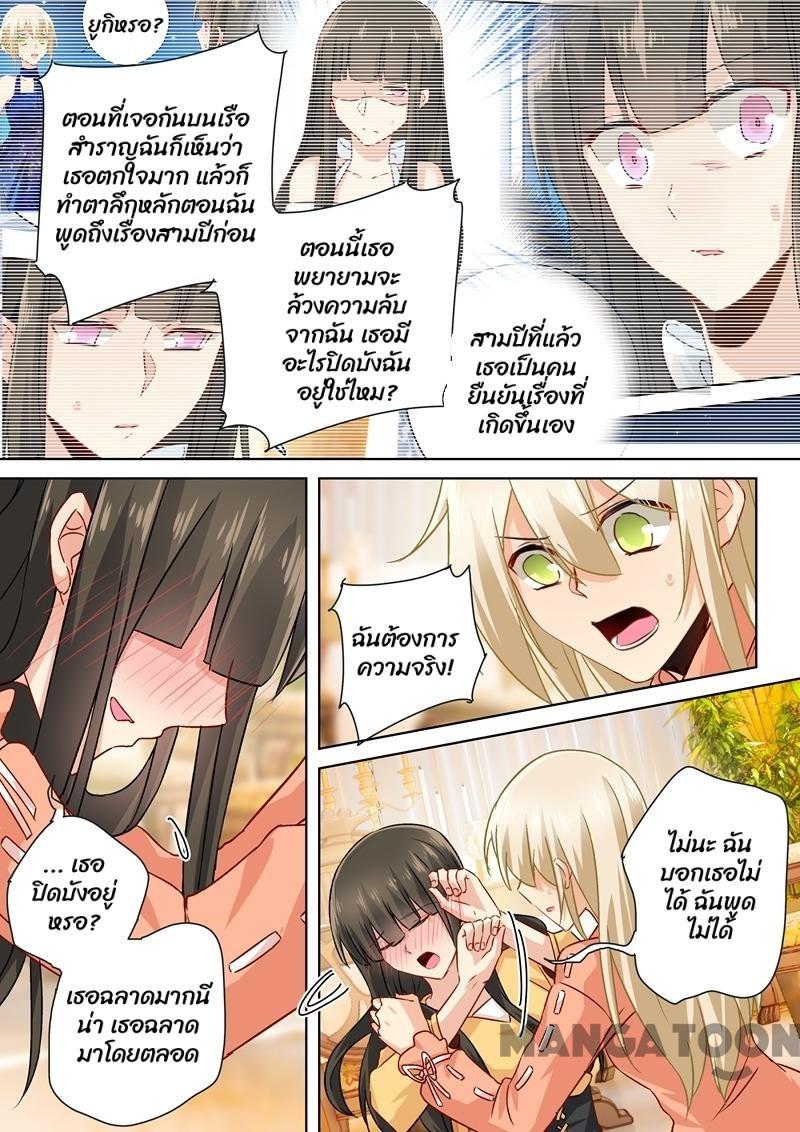 ยูกิหรอ?
ตอนที่เจอกันบนเรือ
สำราญฉันก็เห็นว่า
เธอตกใจมาก แล้วก็
ทำตาลึกหลักตอนฉัน
พูดถึงเรื่องสามปีก่อน
ตอนนี้เธอ
พยายามจะ
ล้วงความลับ
จากฉัน เธอมี
อะไรปิดบังฉัน
อยู่ใช่ไหม?
สามปีที่แล้ว
เธอเป็นคน
ยืนยันเรื่องที่
เกิดขึ้นเอง
ฉันต้องการ
ความจริง!
... เธอ
ปิดบังอยู่
หรอ?
เธอฉลาดมากนี่
น่า เธอฉลาด
มาโดยตลอด
ไม่นะ ฉัน
บอกเธอไม่
ได้ ฉันพูด
ไม่ได้
MANGATOON